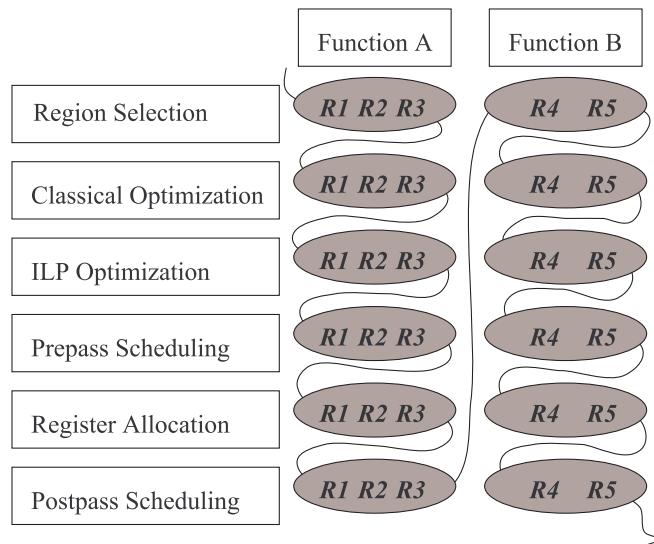 Function A Function B
Region Selection R1 R2 R3 R4 R5
Classical Optimization R1 R2 R3 R4 R5
ILP Optimization R1 R2 R3 R4 R5
Prepass Scheduling R1 R2 R3 R4 R5
Register Allocation R1 R2 R3 R4 R5
Postpass Scheduling R1 R2 R3 R4 R5